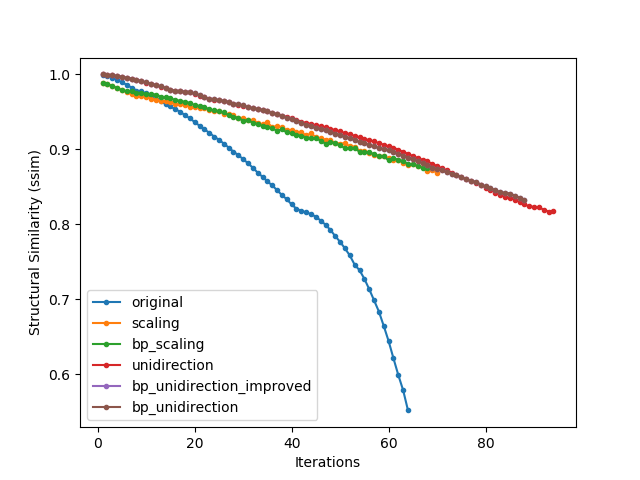 Structural Similarity (ssim)
1.0
0.9
0.8
0.7
0.6
original
scaling
bp_scaling
unidirection
bp_unidirection_improved
bp_unidirection
0 20 40 60 80
Iterations